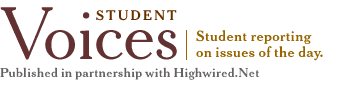 STUDENT
Voices
Student reporting
on issues of the day.
Published in partnership with Highwired.Net